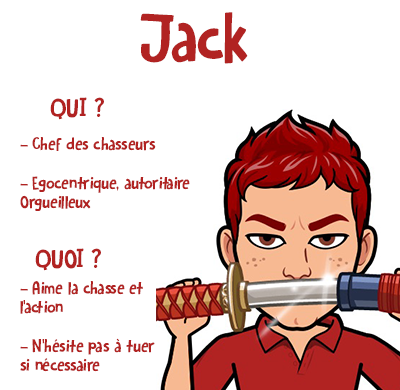 Jack
QUI ?
- Chef des chasseurs
- Egocentrique, autoritaire
Orgueilleux
QUOI ?
- Aime la chasse et
l'action
- N'hésite pas à tuer
si nécessaire